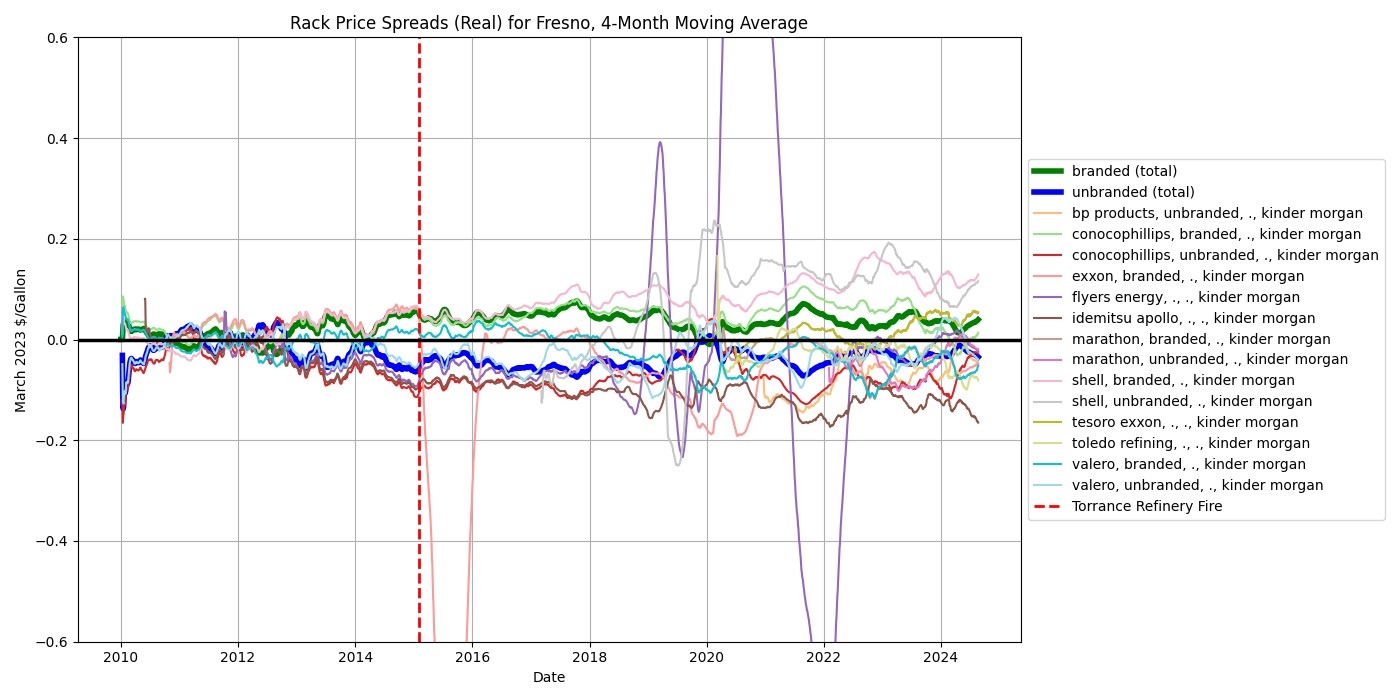 Rack Price Spreads (Real) for Fresno, 4-Month Moving Average
0.6
0.4
0.2
0.0
−0.2
−0.4
−0.6
March 2023 $/Gallon
2010 2012 2014 2016 2018 2020 2022 2024
Date
branded (total)
unbranded (total)
bp products, unbranded, ., kinder morgan
conocophillips, branded, ., kinder morgan
conocophillips, unbranded, ., kinder morgan
exxon, branded, ., kinder morgan
flyers energy, ., ., kinder morgan
idemitsu apollo, ., ., kinder morgan
marathon, branded, ., kinder morgan
marathon, unbranded, ., kinder morgan
shell, branded, ., kinder morgan
shell, unbranded, ., kinder morgan
tesoro exxon, ., ., kinder morgan
toledo refining, ., ., kinder morgan
valero, branded, ., kinder morgan
valero, unbranded, ., kinder morgan
Torrance Refinery Fire